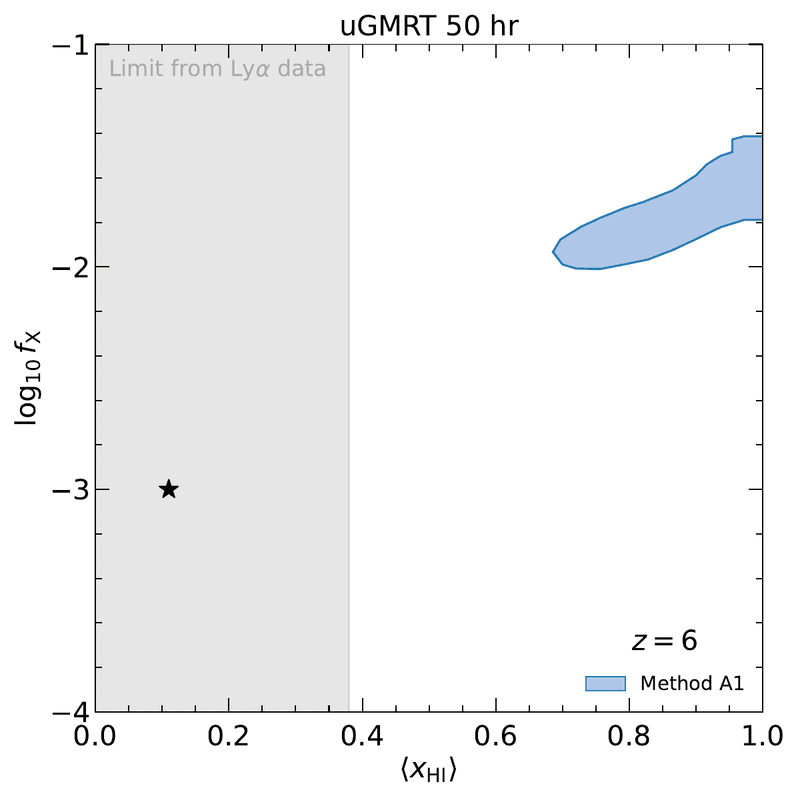 uGMRT 50 hr
Limit from Lyα data
−1
−2
−3
−4
log₁₀ f_X
z = 6
Method A1
0.0 0.2 0.4 0.6 0.8 1.0
⟨x_HI⟩